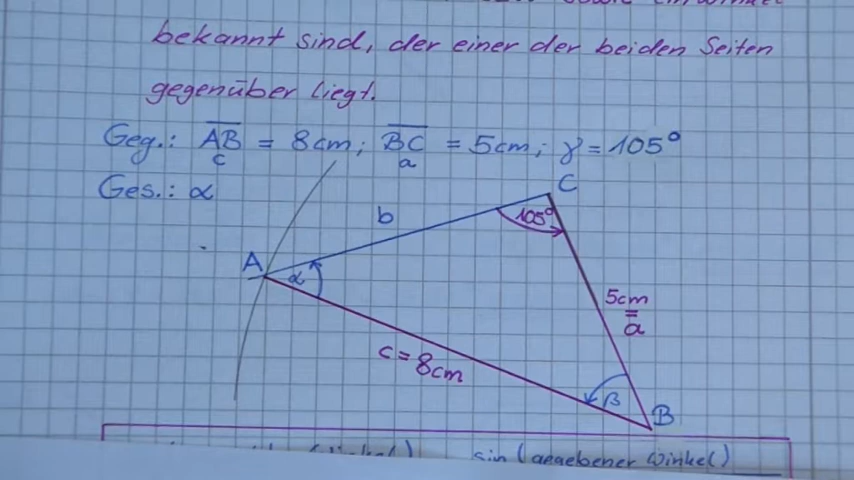 bekannt sind, der einer der beiden Seiten
gegenüber liegt.
Geg.: AB = 8cm; BC = 5cm; γ = 105°
c a
Ges.: α
C
b
105°
A
α
5cm
=
a
c = 8cm
β
B
sin (gegebener Winkel)